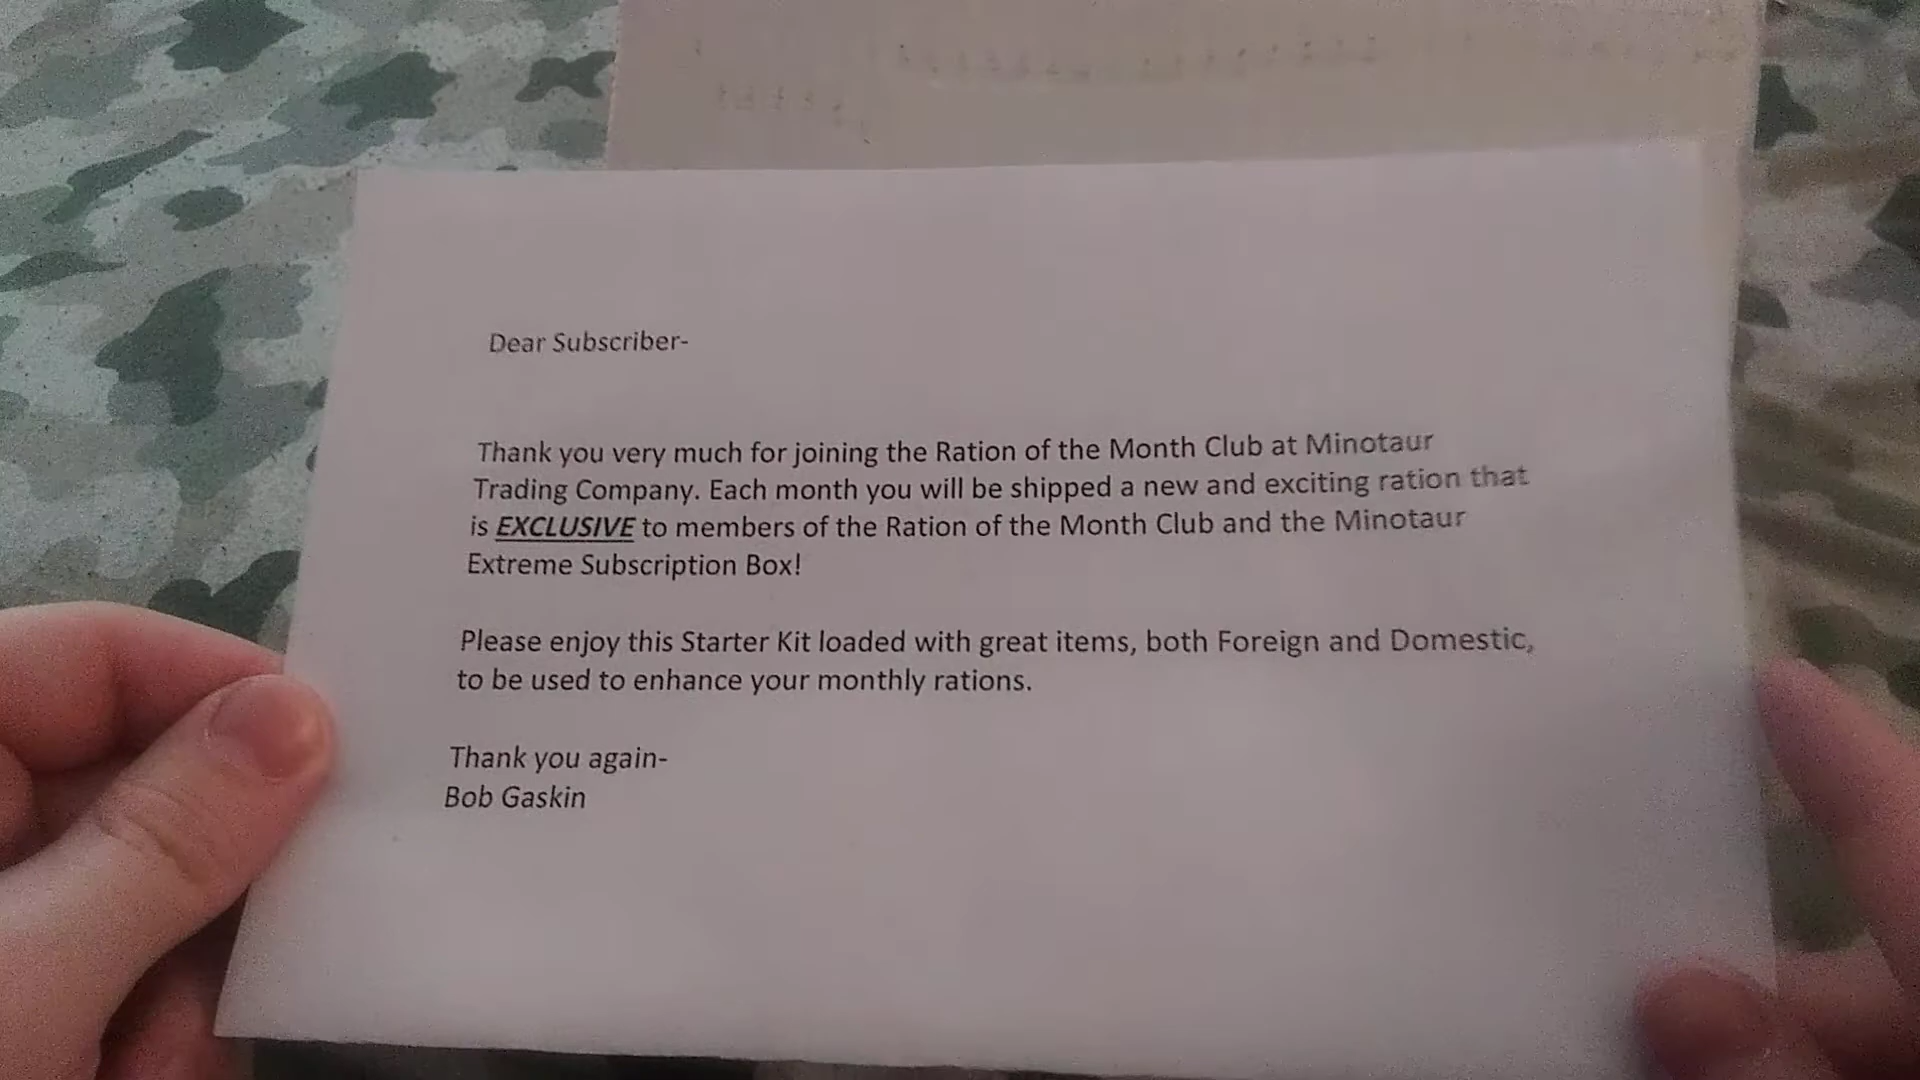 Dear Subscriber-
Thank you very much for joining the Ration of the Month Club at Minotaur
Trading Company. Each month you will be shipped a new and exciting ration that
is EXCLUSIVE to members of the Ration of the Month Club and the Minotaur
Extreme Subscription Box!
Please enjoy this Starter Kit loaded with great items, both Foreign and Domestic,
to be used to enhance your monthly rations.
Thank you again-
Bob Gaskin